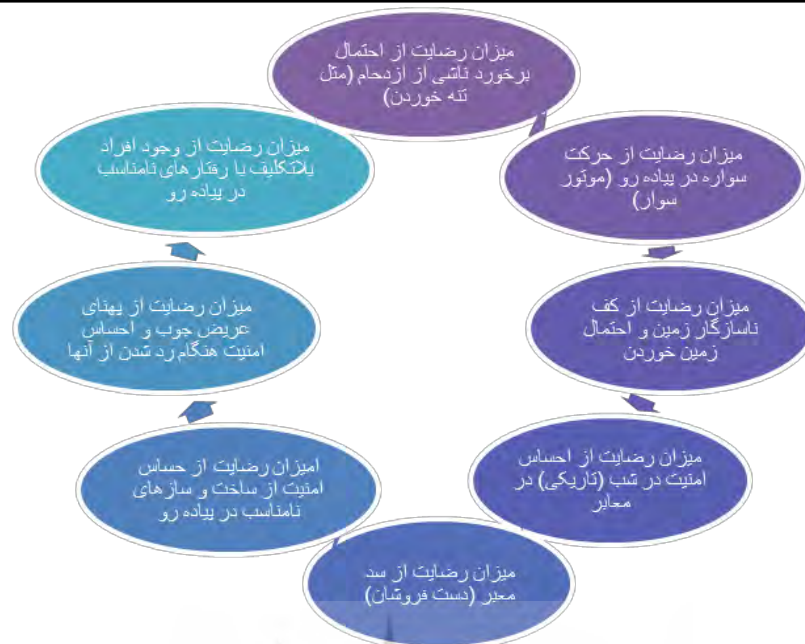 میزان رضایت از احتمال
برخورد ناشی از ازدحام (مثل
تنه خوردن)
میزان رضایت از حرکت
سواره در پیاده رو (موتور
سوار)
میزان رضایت از کف
ناسازگار زمین و احتمال
زمین خوردن
میزان رضایت از احساس
امنیت در شب (تاریکی) در
معابر
میزان رضایت از سد
معبر (دست فروشان)
امیزان رضایت از حساس
امنیت از ساخت و سازهای
نامناسب در پیاده رو
میزان رضایت از پهنای
عریض جوب و احساس
امنیت هنگام رد شدن از آنها
میزان رضایت از وجود افراد
بلاتکلیف با رفتارهای نامناسب
در پیاده رو